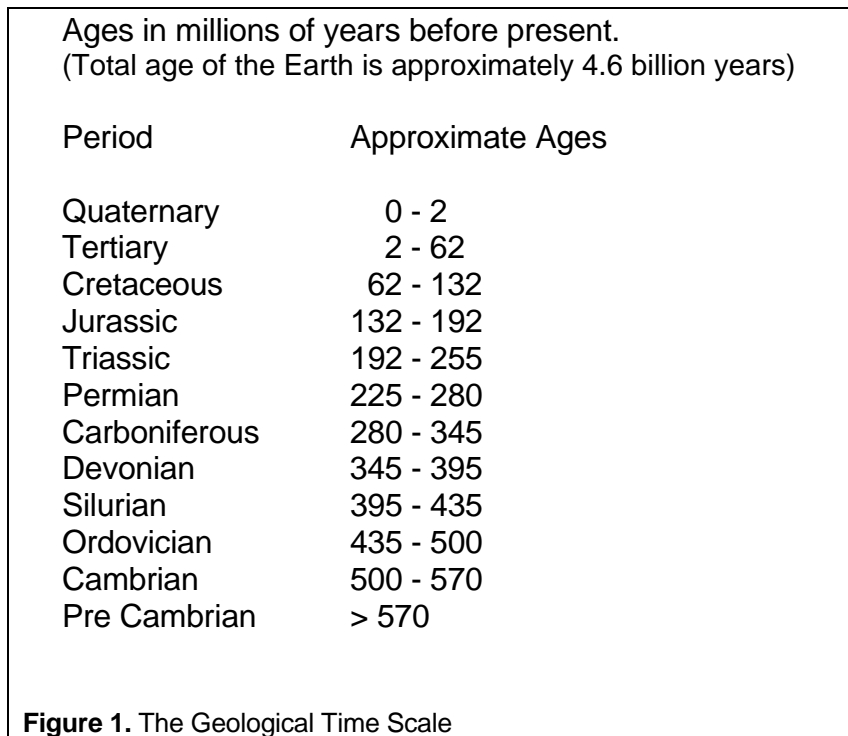 Ages in millions of years before present.
(Total age of the Earth is approximately 4.6 billion years)
Period Approximate Ages
Quaternary 0 - 2
Tertiary 2 - 62
Cretaceous 62 - 132
Jurassic 132 - 192
Triassic 192 - 255
Permian 225 - 280
Carboniferous 280 - 345
Devonian 345 - 395
Silurian 395 - 435
Ordovician 435 - 500
Cambrian 500 - 570
Pre Cambrian > 570
Figure 1. The Geological Time Scale